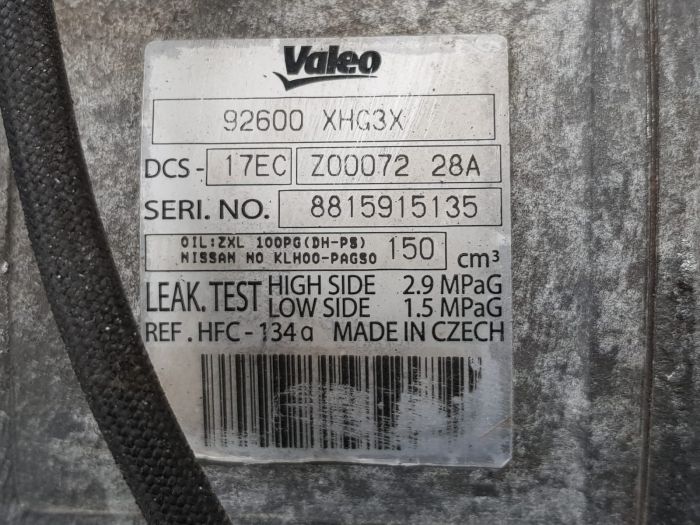 Valeo
92600 XHG3X
DCS - 17EC Z00072 28A
SERI. NO. 8815915135
OIL:ZXL 100PG(DH-PS)
NISSAN NO KLH00-PAGS0 150 cm³
LEAK. TEST HIGH SIDE 2.9 MPaG
LOW SIDE 1.5 MPaG
REF . HFC - 134a MADE IN CZECH